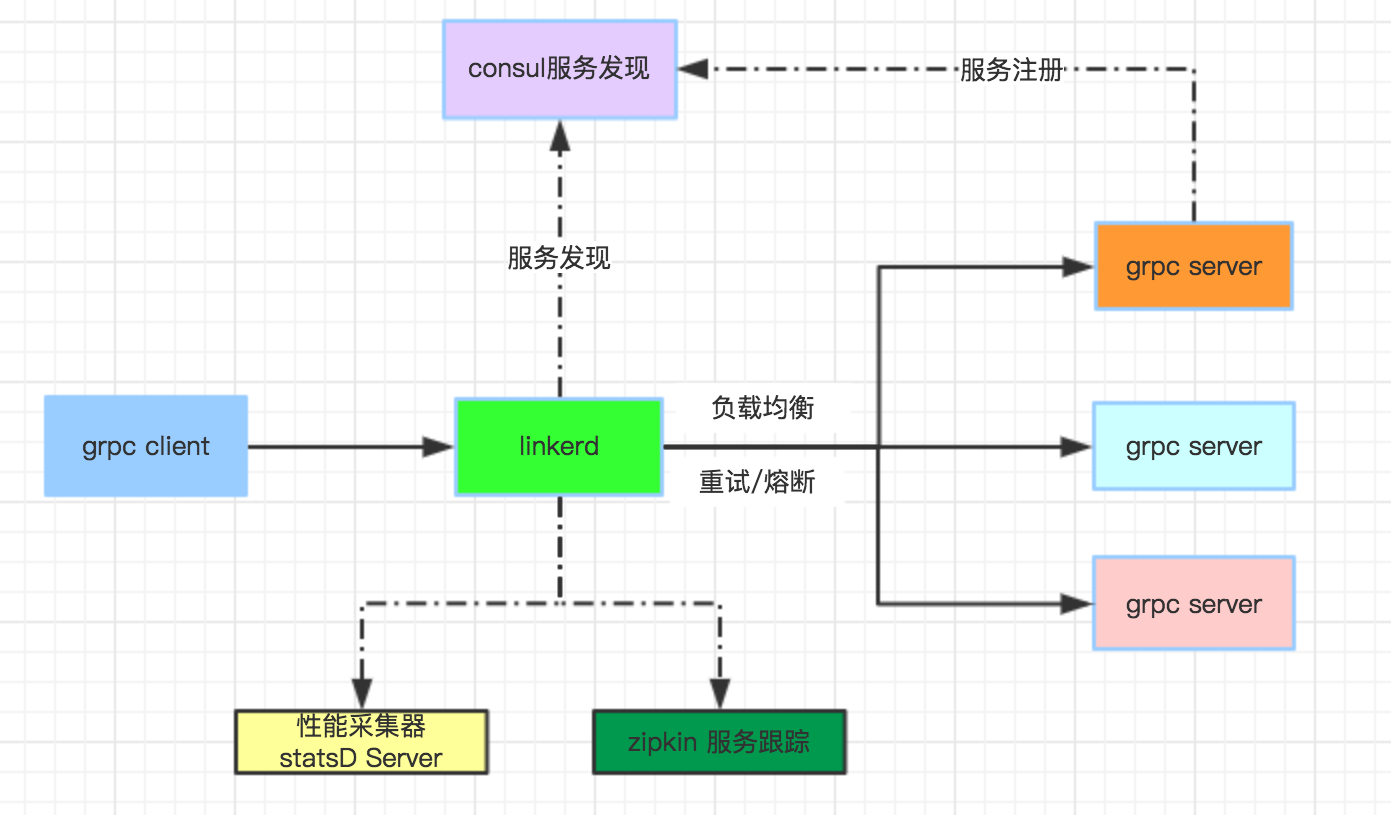 consul服务发现
服务注册
服务发现
grpc server
负载均衡
grpc client
linkerd
grpc server
重试/熔断
grpc server
性能采集器
statsD Server
zipkin 服务跟踪